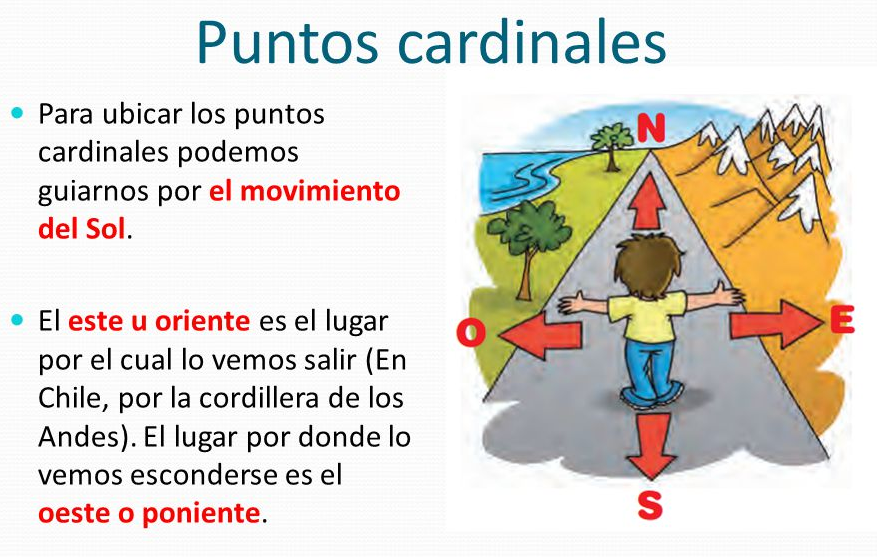 Puntos cardinales
• Para ubicar los puntos
cardinales podemos
guiarnos por el movimiento
del Sol.
• El este u oriente es el lugar
por el cual lo vemos salir (En
Chile, por la cordillera de los
Andes). El lugar por donde lo
vemos esconderse es el
oeste o poniente.
N
O
E
S